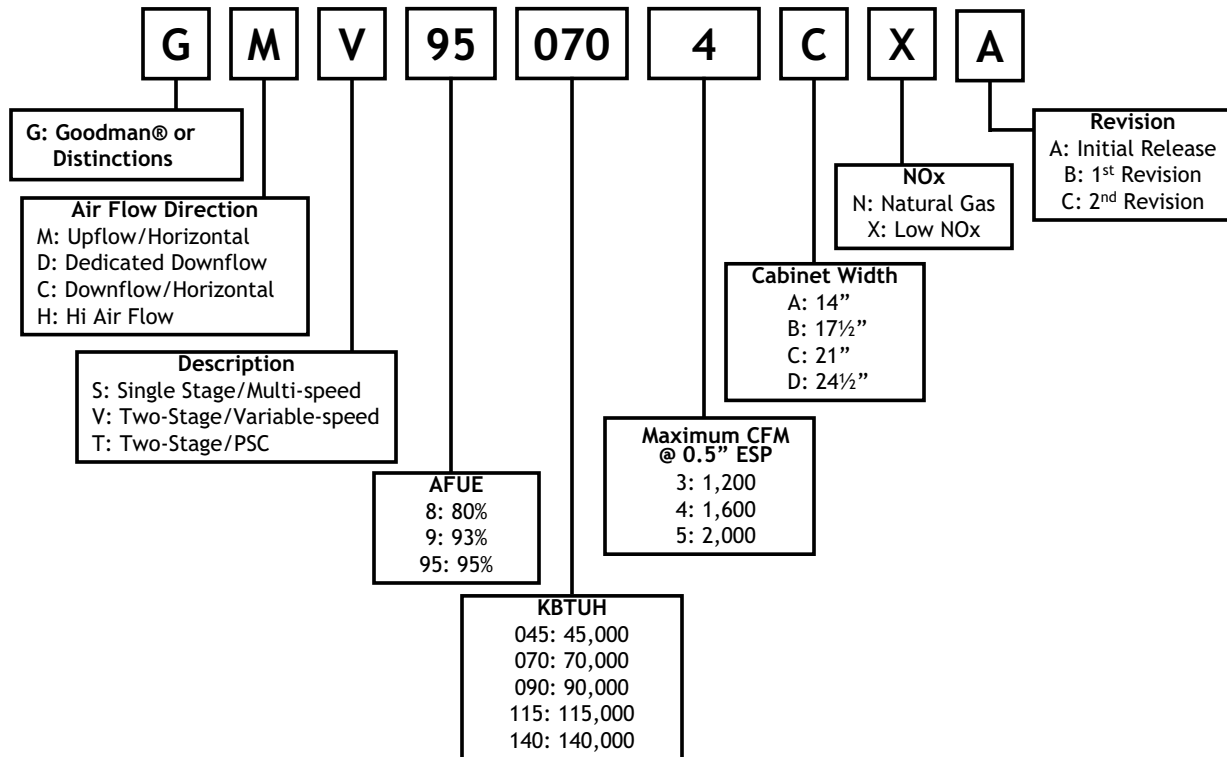 G M V 95 070 4 C X A
G: Goodman® or
Distinctions
Air Flow Direction
M: Upflow/Horizontal
D: Dedicated Downflow
C: Downflow/Horizontal
H: Hi Air Flow
Description
S: Single Stage/Multi-speed
V: Two-Stage/Variable-speed
T: Two-Stage/PSC
AFUE
8: 80%
9: 93%
95: 95%
KBTUH
045: 45,000
070: 70,000
090: 90,000
115: 115,000
140: 140,000
Maximum CFM
@ 0.5” ESP
3: 1,200
4: 1,600
5: 2,000
Cabinet Width
A: 14”
B: 17½”
C: 21”
D: 24½”
NOx
N: Natural Gas
X: Low NOx
Revision
A: Initial Release
B: 1st Revision
C: 2nd Revision